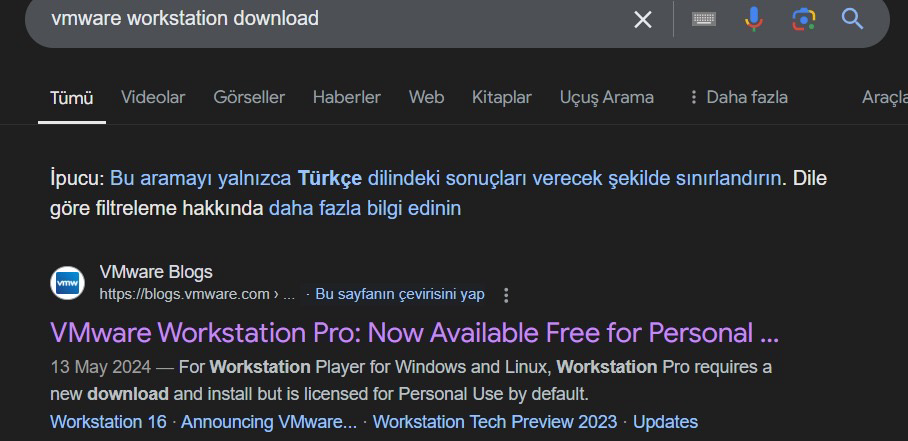 vmware workstation download
Tümü Videolar Görseller Haberler Web Kitaplar Uçuş Arama Daha fazla Araçla
İpucu: Bu aramayı yalnızca Türkçe dilindeki sonuçları verecek şekilde sınırlandırın. Dile
göre filtreleme hakkında daha fazla bilgi edinin
vmw
VMware Blogs
https://blogs.vmware.com › ... · Bu sayfanın çevirisini yap
VMware Workstation Pro: Now Available Free for Personal ...
13 May 2024 — For Workstation Player for Windows and Linux, Workstation Pro requires a
new download and install but is licensed for Personal Use by default.
Workstation 16 · Announcing VMware... · Workstation Tech Preview 2023 · Updates